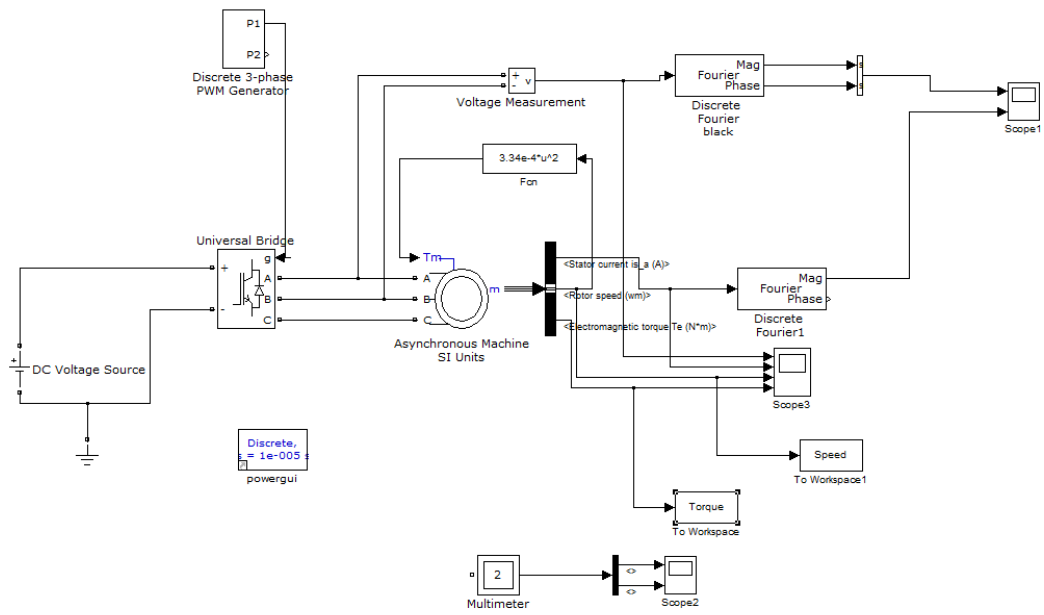 P1
P2
Discrete 3-phase
PWM Generator
+
-
v
Voltage Measurement
Mag
Fourier
Phase
Discrete
Fourier
black
s
s
Scope1
3.34e-4*u^2
Fcn
Universal Bridge
g
+
A
B
-
C
Tm
A
B
C
m
Asynchronous Machine
SI Units
<Stator current is_a (A)>
<Rotor speed (wm)>
<Electromagnetic torque Te (N*m)>
Mag
Fourier
Phase
Discrete
Fourier1
+
DC Voltage Source
Scope3
Discrete,
s = 1e-005 s
powergui
Speed
To Workspace1
Torque
To Workspace
2
Multimeter
<>
<>
Scope2